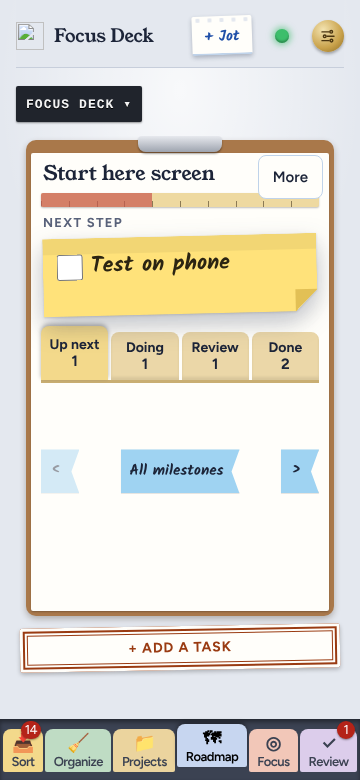 Focus Deck
+ Jot
FOCUS DECK ▾
Start here screen
More
NEXT STEP
Test on phone
Up next
1
Doing
1
Review
1
Done
2
<
All milestones
>
+ ADD A TASK
14
Sort
Organize
Projects
Roadmap
Focus
1
Review